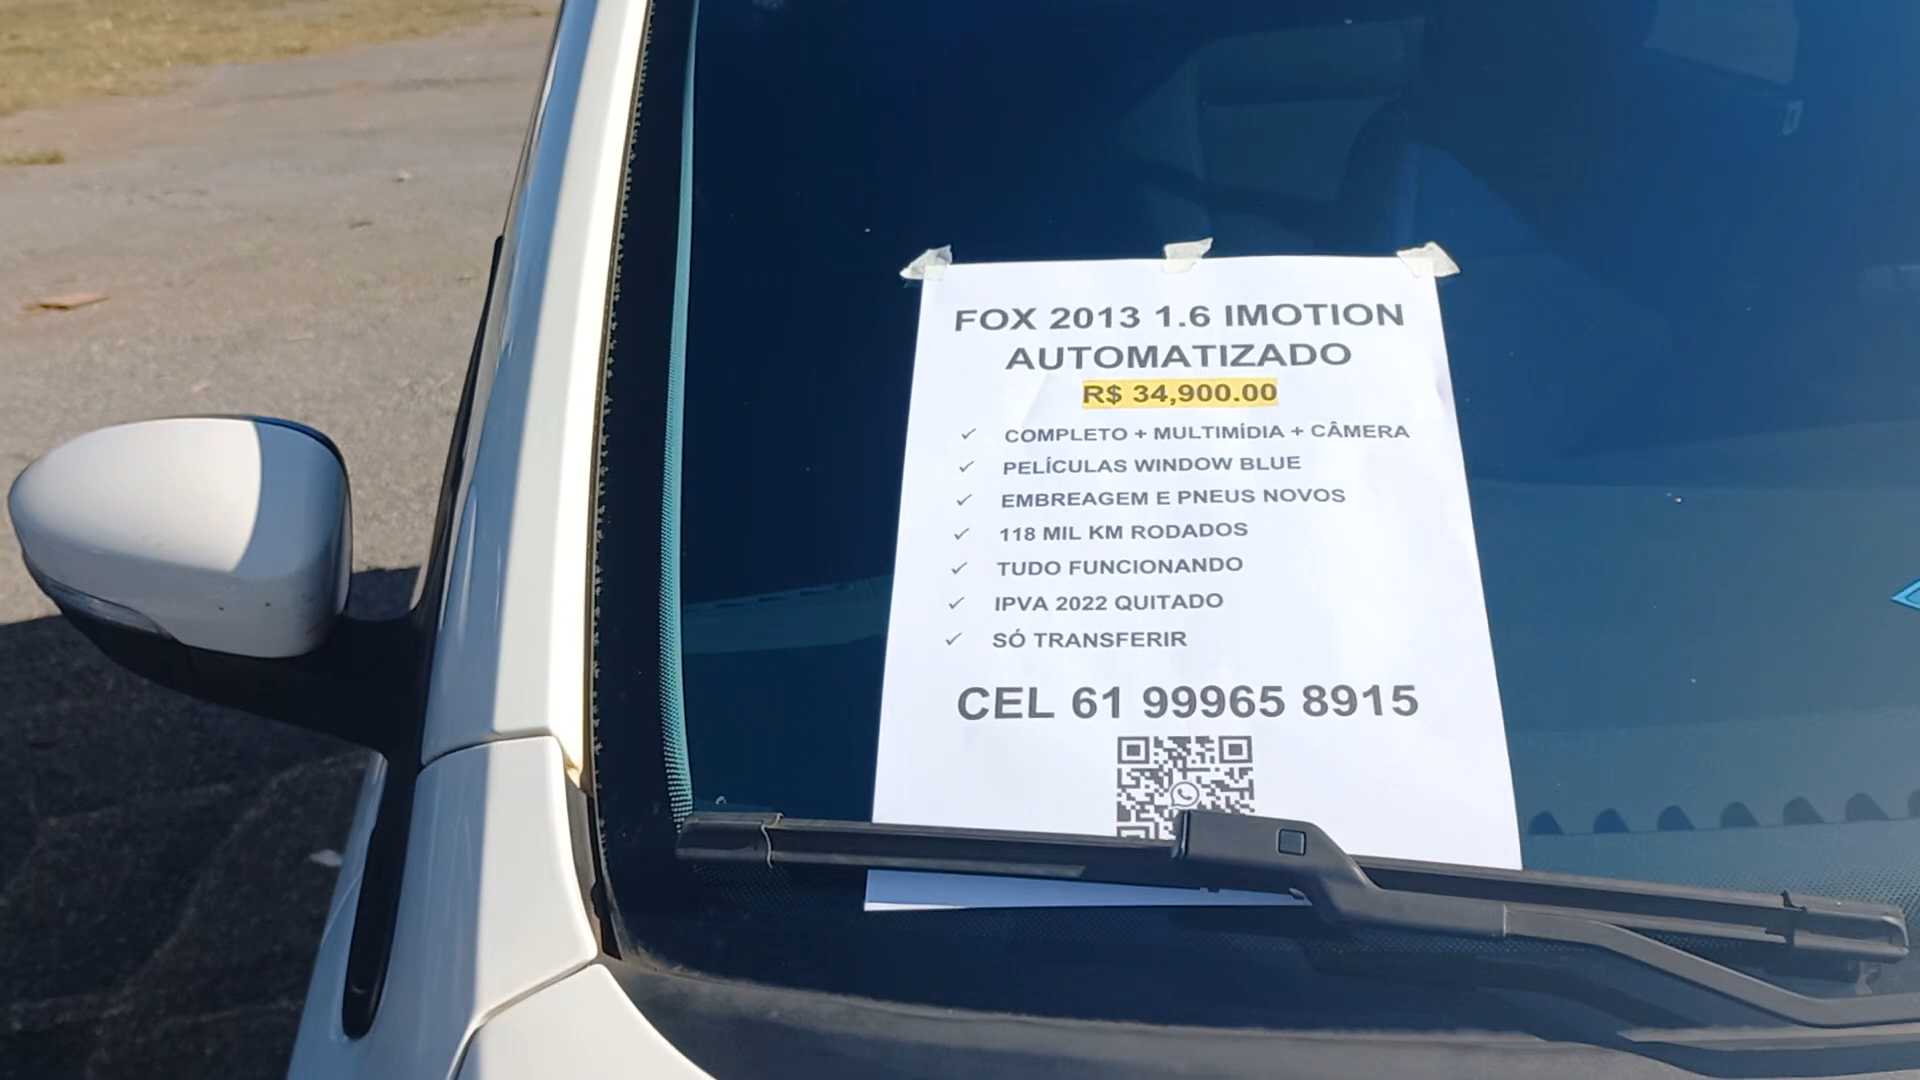 FOX 2013 1.6 IMOTION
AUTOMATIZADO
R$ 34,900.00
✓ COMPLETO + MULTIMÍDIA + CÂMERA
✓ PELÍCULAS WINDOW BLUE
✓ EMBREAGEM E PNEUS NOVOS
✓ 118 MIL KM RODADOS
✓ TUDO FUNCIONANDO
✓ IPVA 2022 QUITADO
✓ SÓ TRANSFERIR
CEL 61 99965 8915